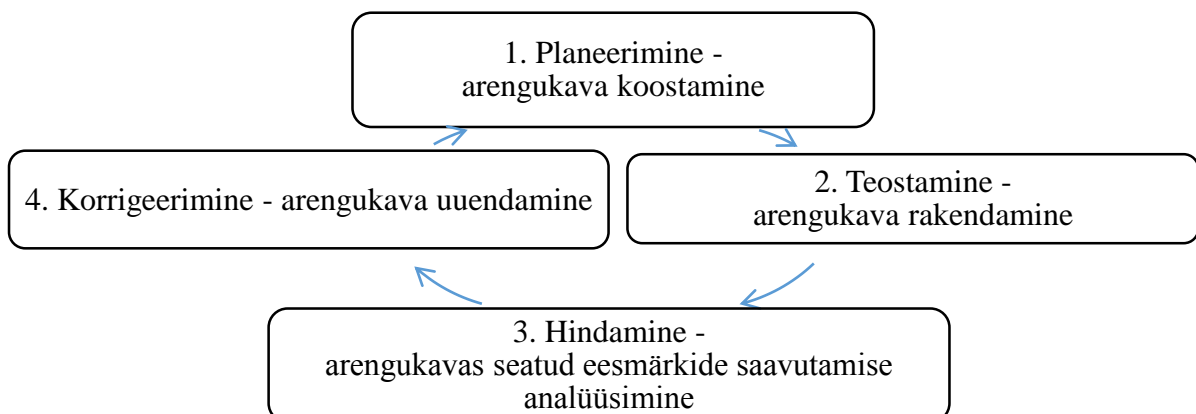 1. Planeerimine -
arengukava koostamine
2. Teostamine -
arengukava rakendamine
3. Hindamine -
arengukavas seatud eesmärkide saavutamise
analüüsimine
4. Korrigeerimine - arengukava uuendamine